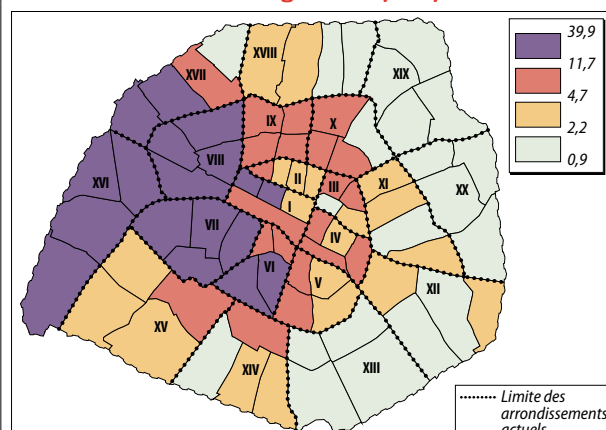 39,9
11,7
4,7
2,2
0,9
XVIII
XVII
XIX
IX
X
VIII
II
III
XI
XVI
I
XX
VII
IV
VI
V
XII
XV
XIV
XIII
Limite des
arrondissements
actuels